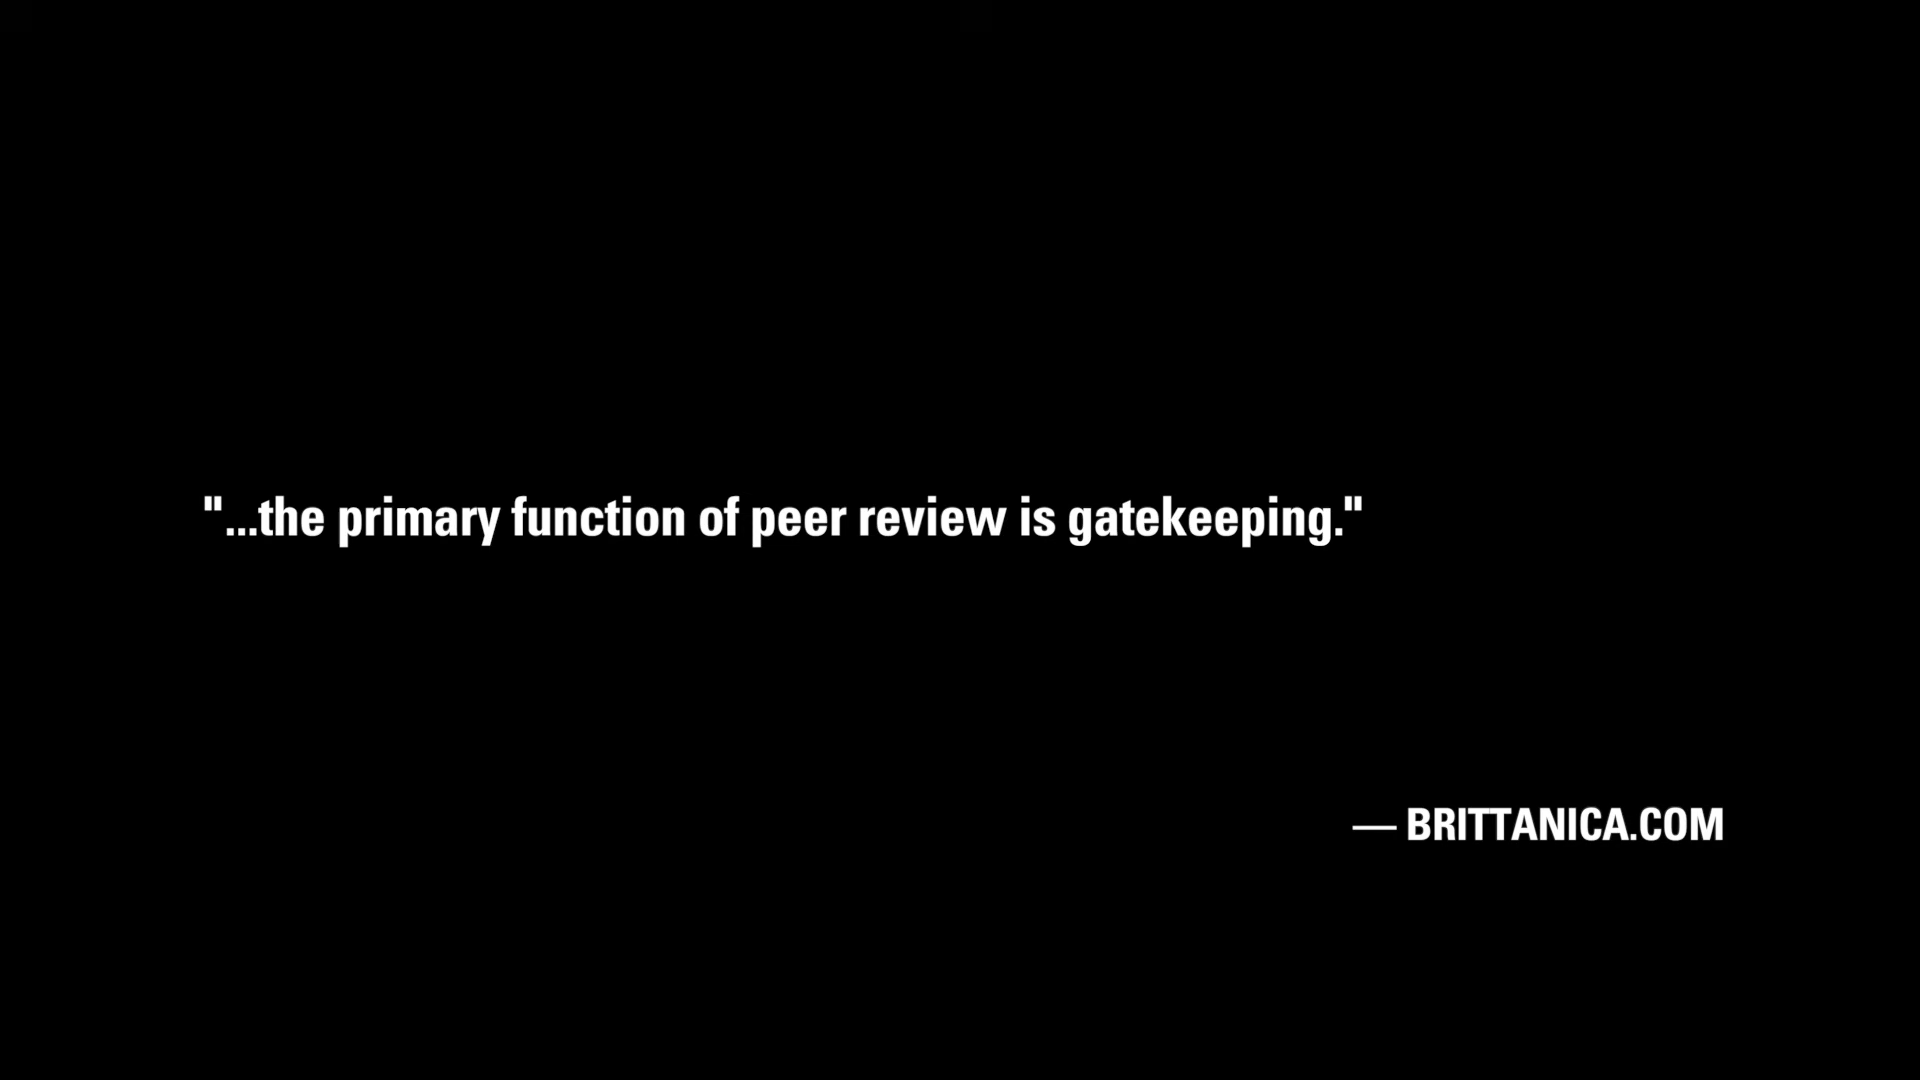 "...the primary function of peer review is gatekeeping."
— BRITTANICA.COM